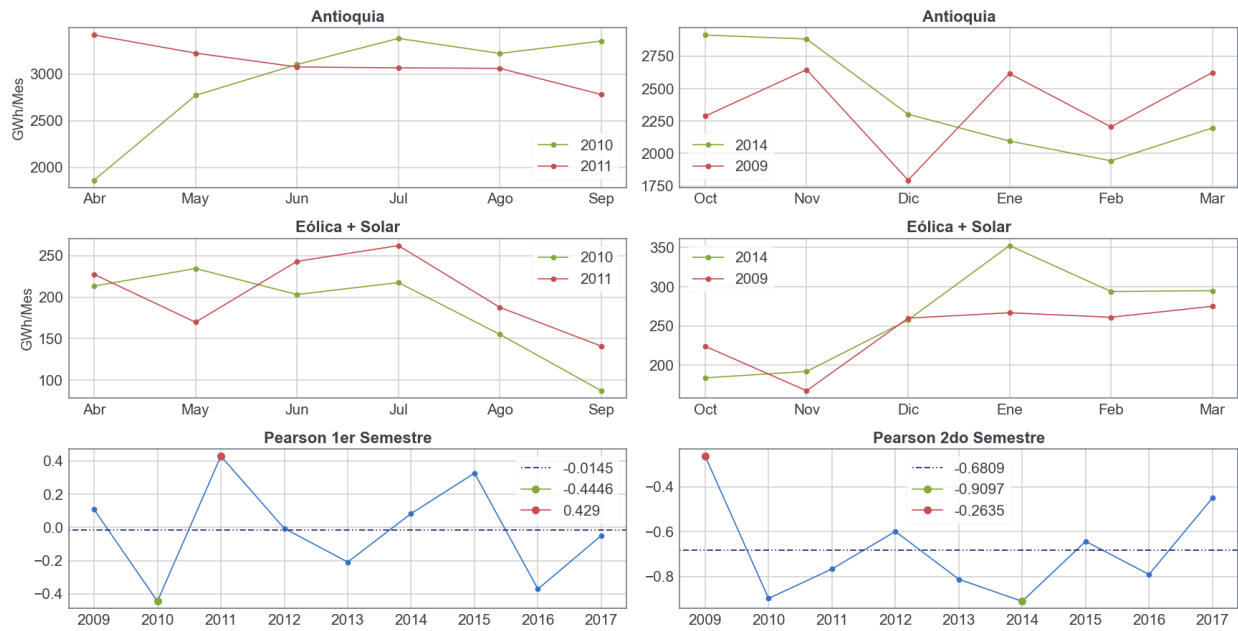 Antioquia
GWh/Mes
3000
2500
2000
2010
2011
Abr May Jun Jul Ago Sep
Antioquia
2750
2500
2250
2000
1750
2014
2009
Oct Nov Dic Ene Feb Mar
Eólica + Solar
GWh/Mes
250
200
150
100
2010
2011
Abr May Jun Jul Ago Sep
Eólica + Solar
350
300
250
200
2014
2009
Oct Nov Dic Ene Feb Mar
Pearson 1er Semestre
0.4
0.2
0.0
−0.2
−0.4
-0.0145
-0.4446
0.429
2009 2010 2011 2012 2013 2014 2015 2016 2017
Pearson 2do Semestre
−0.4
−0.6
−0.8
-0.6809
-0.9097
-0.2635
2009 2010 2011 2012 2013 2014 2015 2016 2017